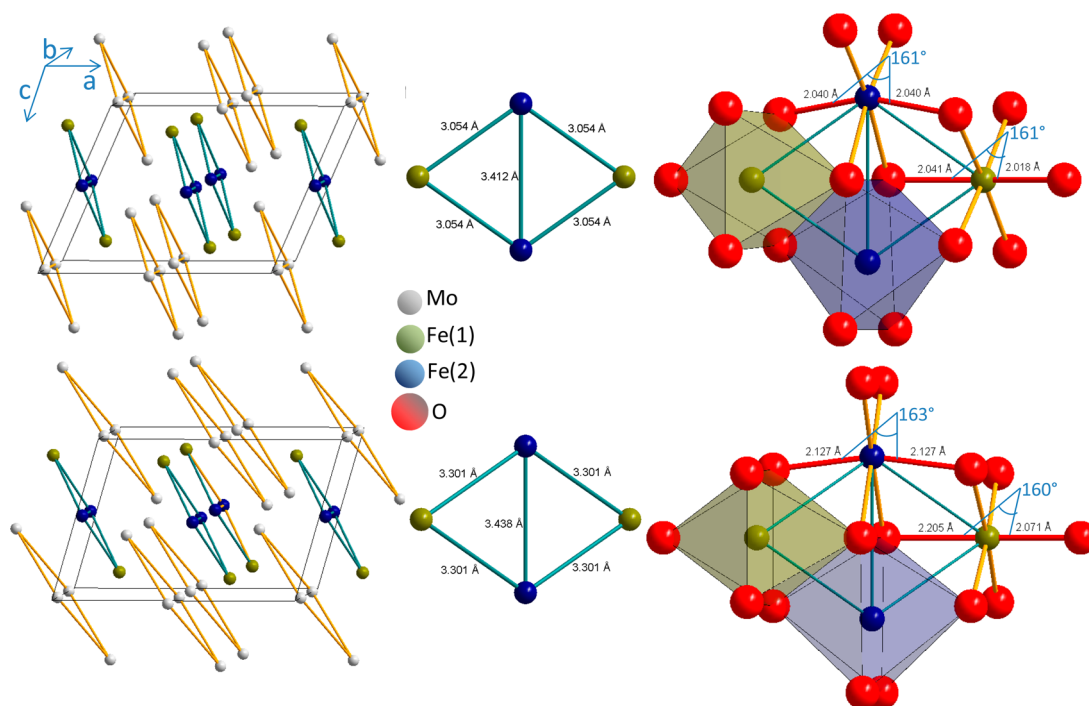 b
a
c
3.054 Å
3.054 Å
3.412 Å
3.054 Å
3.054 Å
161°
2.040 Å
2.040 Å
161°
2.041 Å
2.018 Å
Mo
Fe(1)
Fe(2)
O
3.301 Å
3.301 Å
3.438 Å
3.301 Å
3.301 Å
163°
2.127 Å
2.127 Å
160°
2.205 Å
2.071 Å